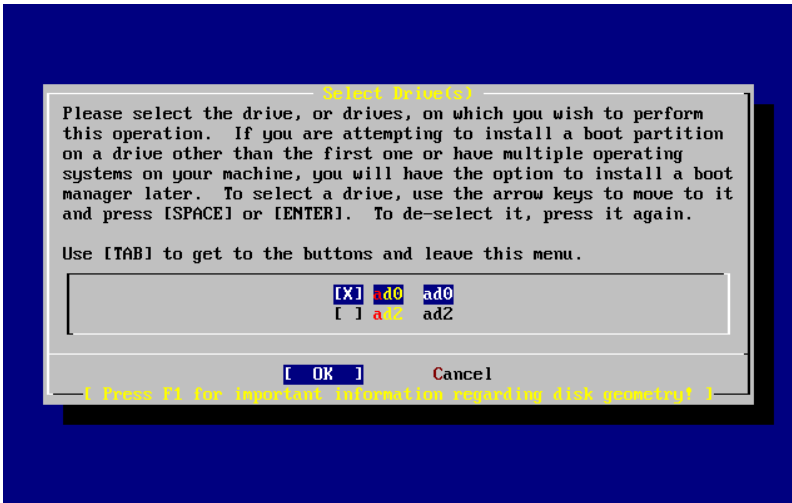 Select Drive(s)
Please select the drive, or drives, on which you wish to perform
this operation.  If you are attempting to install a boot partition
on a drive other than the first one or have multiple operating
systems on your machine, you will have the option to install a boot
manager later.  To select a drive, use the arrow keys to move to it
and press [SPACE] or [ENTER].  To de-select it, press it again.
Use [TAB] to get to the buttons and leave this menu.
[X] ad0  ad0
[ ] ad2  ad2
[  OK  ]  Cancel
[ Press F1 for important information regarding disk geometry! ]